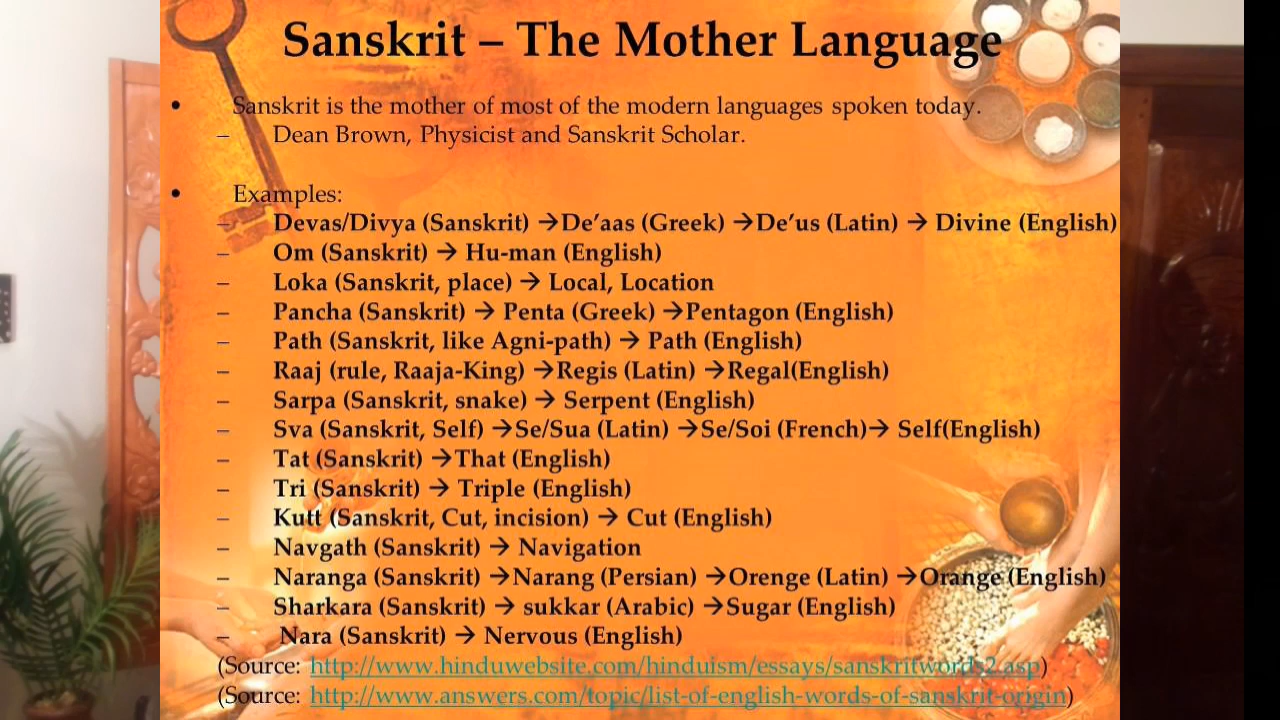 Sanskrit – The Mother Language
• Sanskrit is the mother of most of the modern languages spoken today.
– Dean Brown, Physicist and Sanskrit Scholar.
• Examples:
– Devas/Divya (Sanskrit) →De’aas (Greek) →De’us (Latin) → Divine (English)
– Om (Sanskrit) → Hu-man (English)
– Loka (Sanskrit, place) → Local, Location
– Pancha (Sanskrit) → Penta (Greek) →Pentagon (English)
– Path (Sanskrit, like Agni-path) → Path (English)
– Raaj (rule, Raaja-King) →Regis (Latin) →Regal(English)
– Sarpa (Sanskrit, snake) → Serpent (English)
– Sva (Sanskrit, Self) →Se/Sua (Latin) →Se/Soi (French)→ Self(English)
– Tat (Sanskrit) →That (English)
– Tri (Sanskrit) → Triple (English)
– Kutt (Sanskrit, Cut, incision) → Cut (English)
– Navgath (Sanskrit) → Navigation
– Naranga (Sanskrit) →Narang (Persian) →Orenge (Latin) →Orange (English)
– Sharkara (Sanskrit) → sukkar (Arabic) →Sugar (English)
– Nara (Sanskrit) → Nervous (English)
(Source: http://www.hinduwebsite.com/hinduism/essays/sanskritwords2.asp)
(Source: http://www.answers.com/topic/list-of-english-words-of-sanskrit-origin)